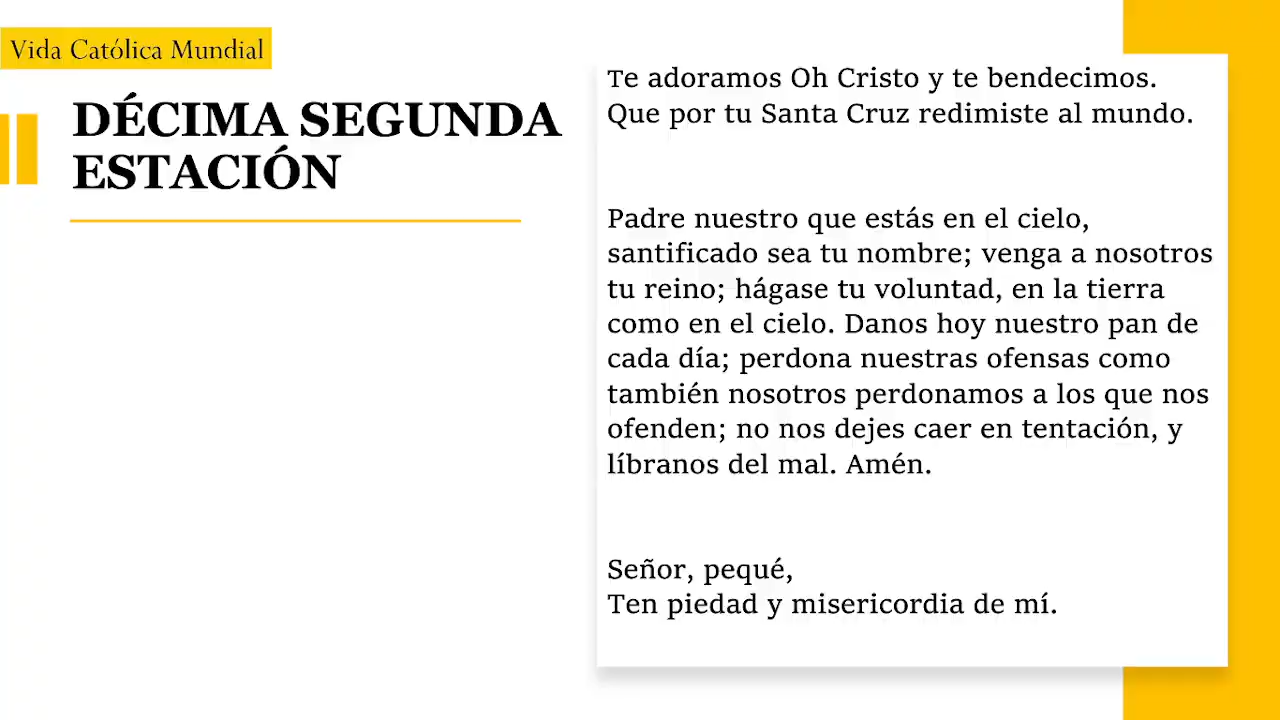 Vida Católica Mundial
DÉCIMA SEGUNDA
ESTACIÓN
Te adoramos Oh Cristo y te bendecimos.
Que por tu Santa Cruz redimiste al mundo.
Padre nuestro que estás en el cielo,
santificado sea tu nombre; venga a nosotros
tu reino; hágase tu voluntad, en la tierra
como en el cielo. Danos hoy nuestro pan de
cada día; perdona nuestras ofensas como
también nosotros perdonamos a los que nos
ofenden; no nos dejes caer en tentación, y
líbranos del mal. Amén.
Señor, pequé,
Ten piedad y misericordia de mí.